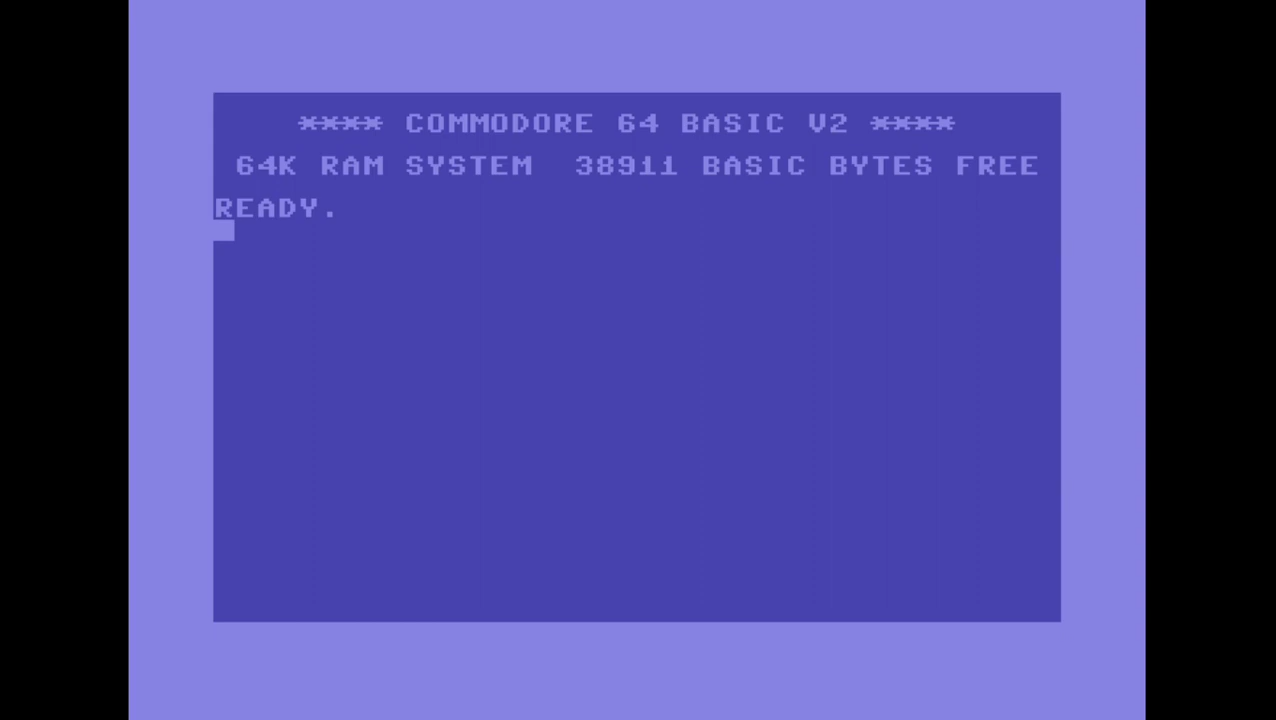 **** COMMODORE 64 BASIC V2 ****
64K RAM SYSTEM  38911 BASIC BYTES FREE
READY.